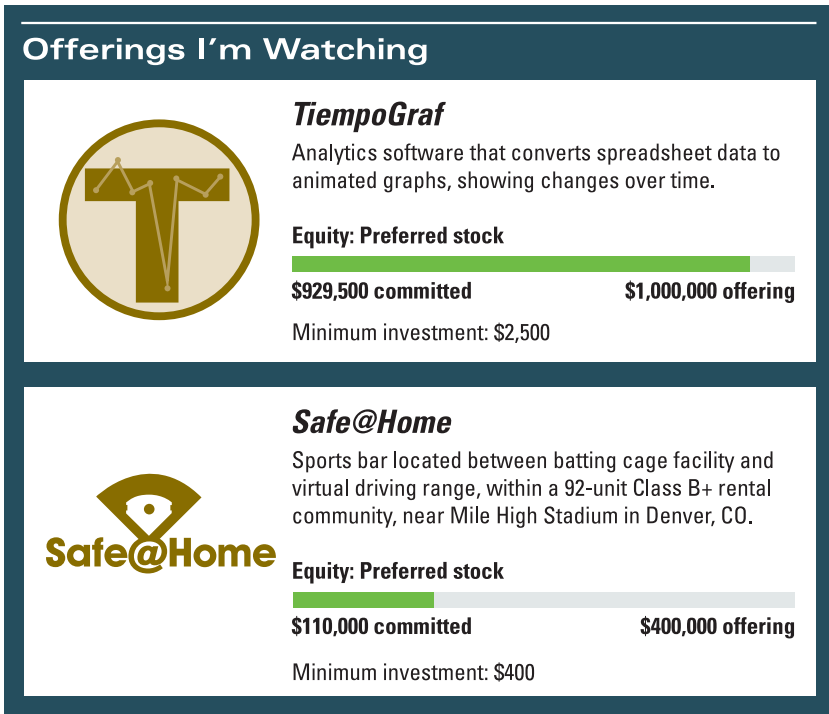 Offerings I'm Watching
TiempoGraf
Analytics software that converts spreadsheet data to
animated graphs, showing changes over time.
Equity: Preferred stock
$929,500 committed
$1,000,000 offering
Minimum investment: $2,500
T
Safe@Home
Sports bar located between batting cage facility and
virtual driving range, within a 92-unit Class B+ rental
community, near Mile High Stadium in Denver, CO.
Safe@Home
Equity: Preferred stock
$110,000 committed
$400,000 offering
Minimum investment: $400